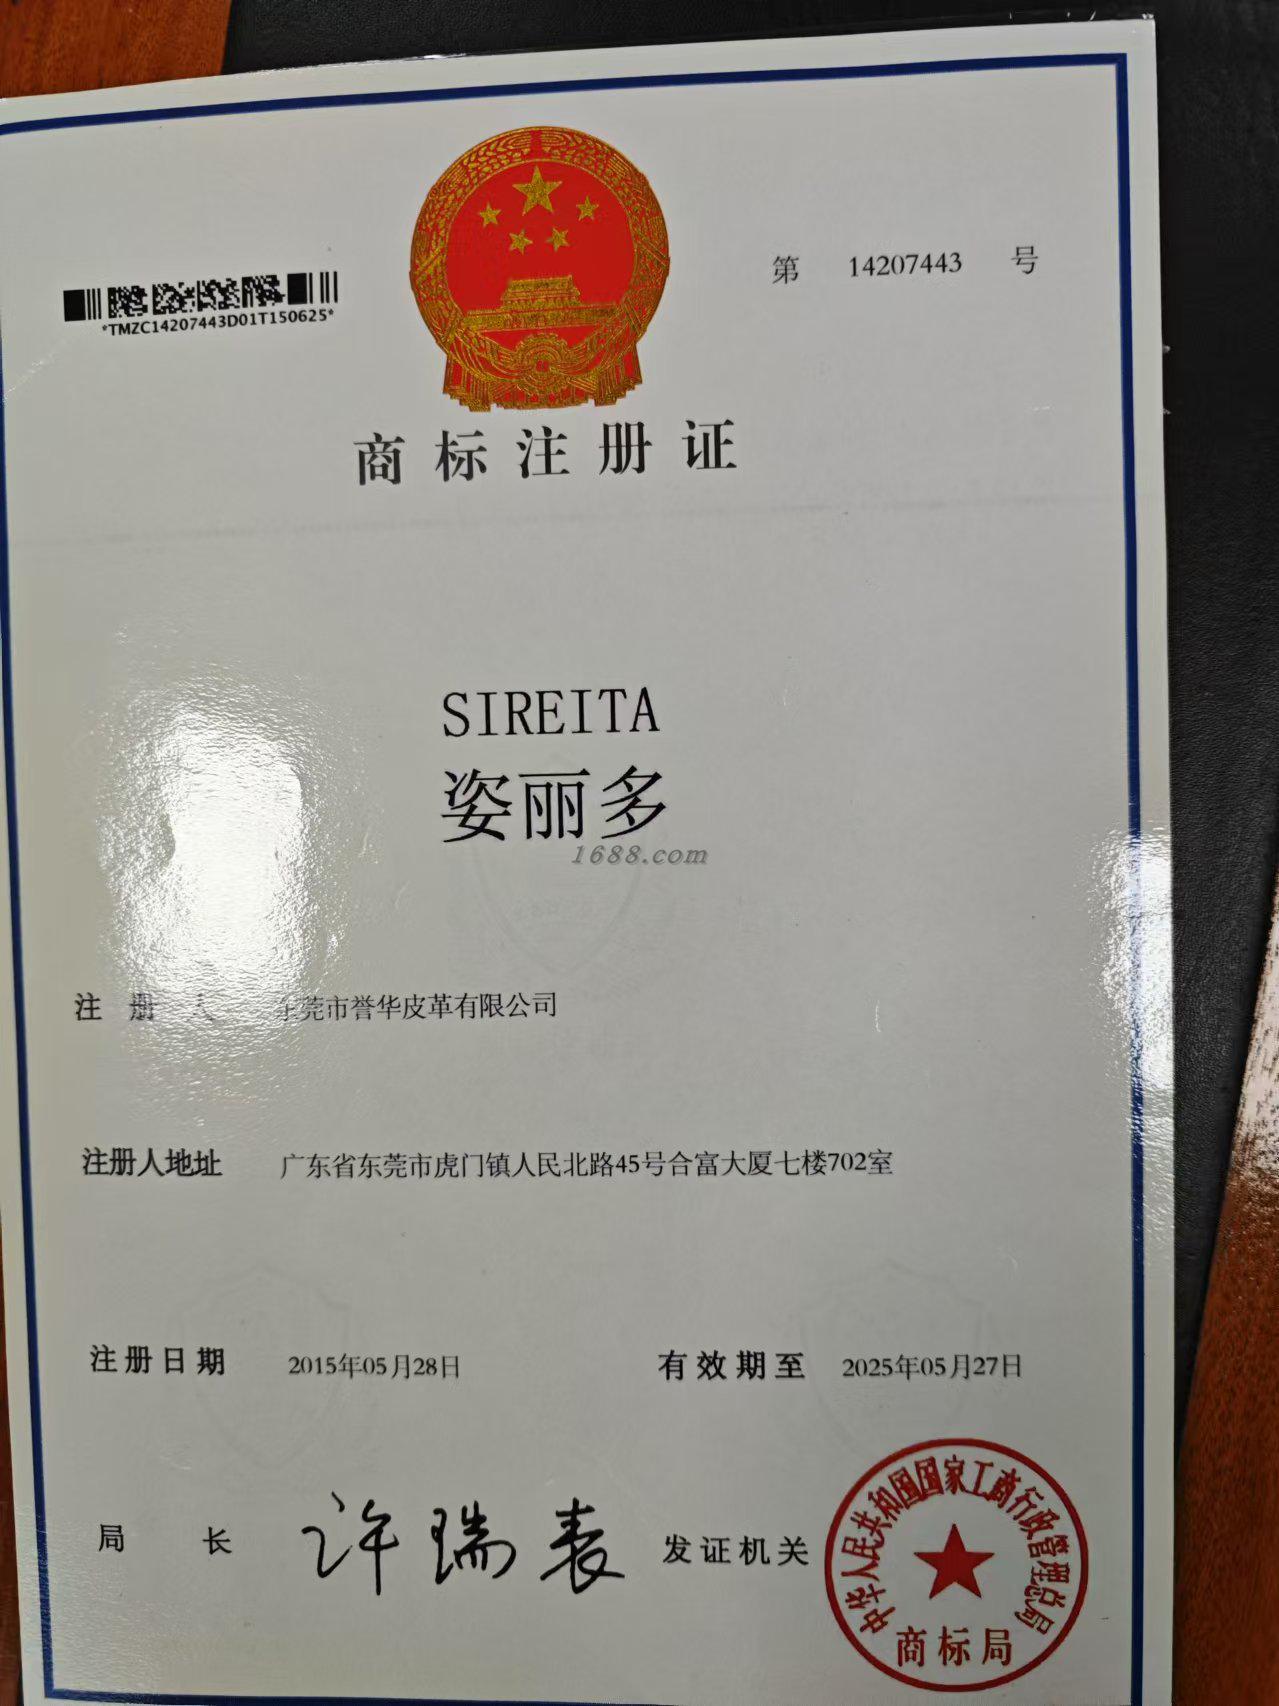 第 14207443 号
*TMZC14207443D01T150625*
商标注册证
SIREITA
姿丽多
1688.com
注册人 东莞市誉华皮革有限公司
注册人地址 广东省东莞市虎门镇人民北路45号合富大厦七楼702室
注册日期 2015年05月28日 有效期至 2025年05月27日
局长 许瑞表 发证机关
中华人民共和国国家工商行政管理总局
商标局